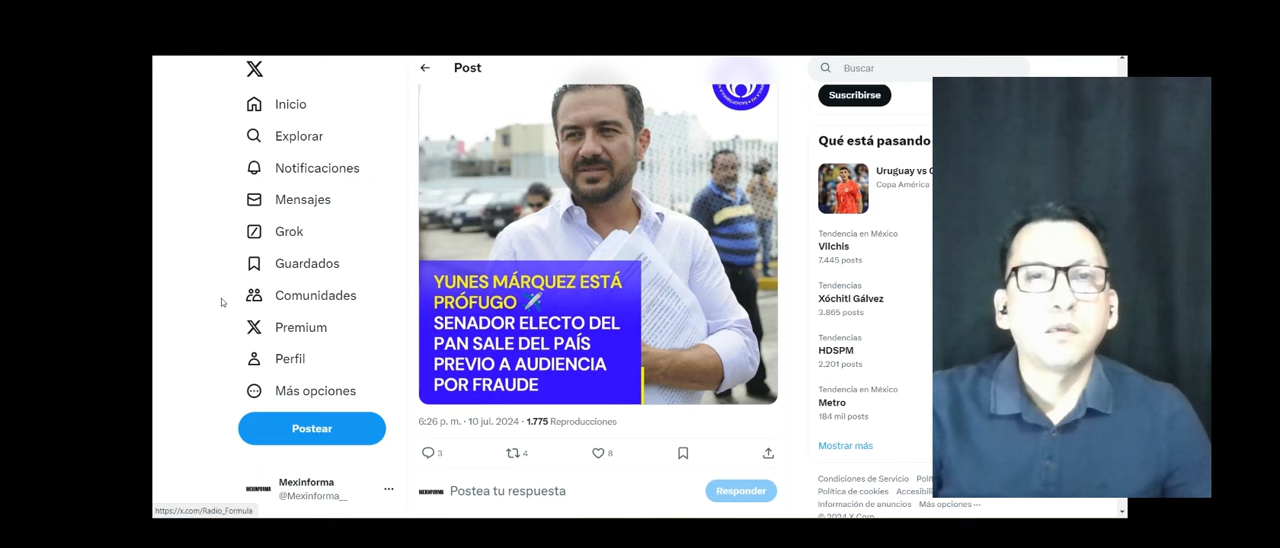 Post
Buscar
Inicio
Explorar
Notificaciones
Mensajes
Grok
Guardados
Comunidades
Premium
Perfil
Más opciones
Postear
Mexinforma
@Mexinforma__
https://x.com/Radio_Formula
YUNES MÁRQUEZ ESTÁ
PRÓFUGO
SENADOR ELECTO DEL
PAN SALE DEL PAÍS
PREVIO A AUDIENCIA
POR FRAUDE
6:26 p. m. · 10 jul. 2024 · 1.775 Reproducciones
3
4
8
MEXINFORMA
Postea tu respuesta
Responder
Suscribirse
Qué está pasando
Uruguay vs
Copa América
Tendencia en México
Vilchis
7.445 posts
Tendencias
Xóchitl Gálvez
3.865 posts
Tendencias
HDSPM
2.201 posts
Tendencia en México
Metro
184 mil posts
Mostrar más
Condiciones de Servicio
Política de cookies
Información de anuncios Más opciones ···
© 2024 X Corp.